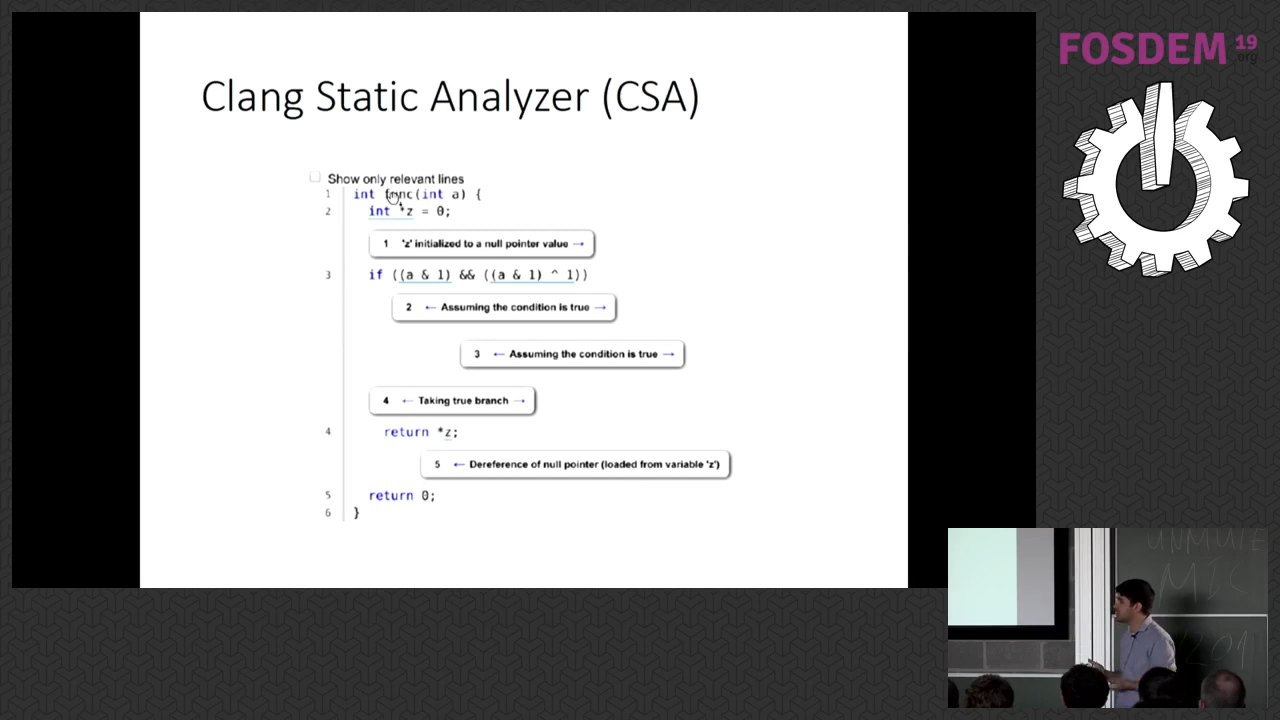 Clang Static Analyzer (CSA)
FOSDEM 19
.org
Show only relevant lines
1 int func(int a) {
2 int *z = 0;
1 'z' initialized to a null pointer value →
3 if ((a & 1) && ((a & 1) ^ 1))
2 ← Assuming the condition is true →
3 ← Assuming the condition is true →
4 ← Taking true branch →
4 return *z;
5 ← Dereference of null pointer (loaded from variable 'z')
5 return 0;
6 }
UNMUTE
MIC